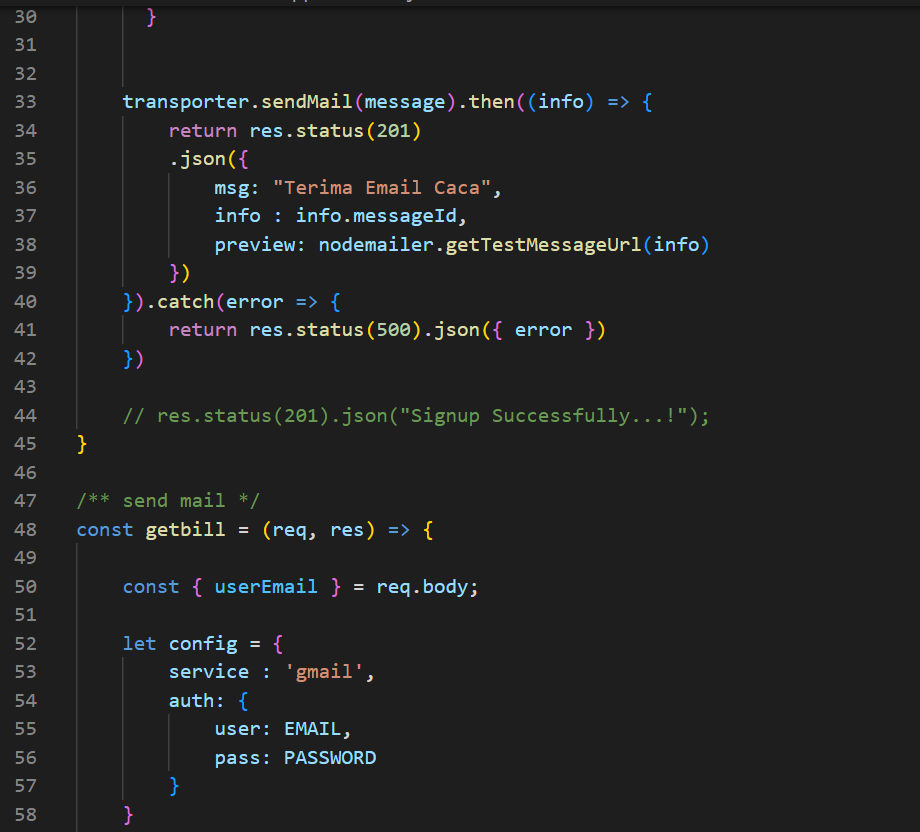 30 }
31
32
33 transporter.sendMail(message).then((info) => {
34 return res.status(201)
35 .json({
36 msg: "Terima Email Caca",
37 info : info.messageId,
38 preview: nodemailer.getTestMessageUrl(info)
39 })
40 }).catch(error => {
41 return res.status(500).json({ error })
42 })
43
44 // res.status(201).json("Signup Successfully...!");
45 }
46
47 /** send mail */
48 const getbill = (req, res) => {
49
50 const { userEmail } = req.body;
51
52 let config = {
53 service : 'gmail',
54 auth: {
55 user: EMAIL,
56 pass: PASSWORD
57 }
58 }